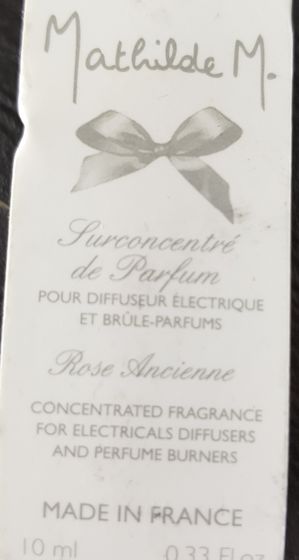 Mathilde M.
Surconcentré
de Parfum
POUR DIFFUSEUR ÉLECTRIQUE
ET BRÛLE-PARFUMS
Rose Ancienne
CONCENTRATED FRAGRANCE
FOR ELECTRICALS DIFFUSERS
AND PERFUME BURNERS
MADE IN FRANCE
10 ml 0.33 Fl oz